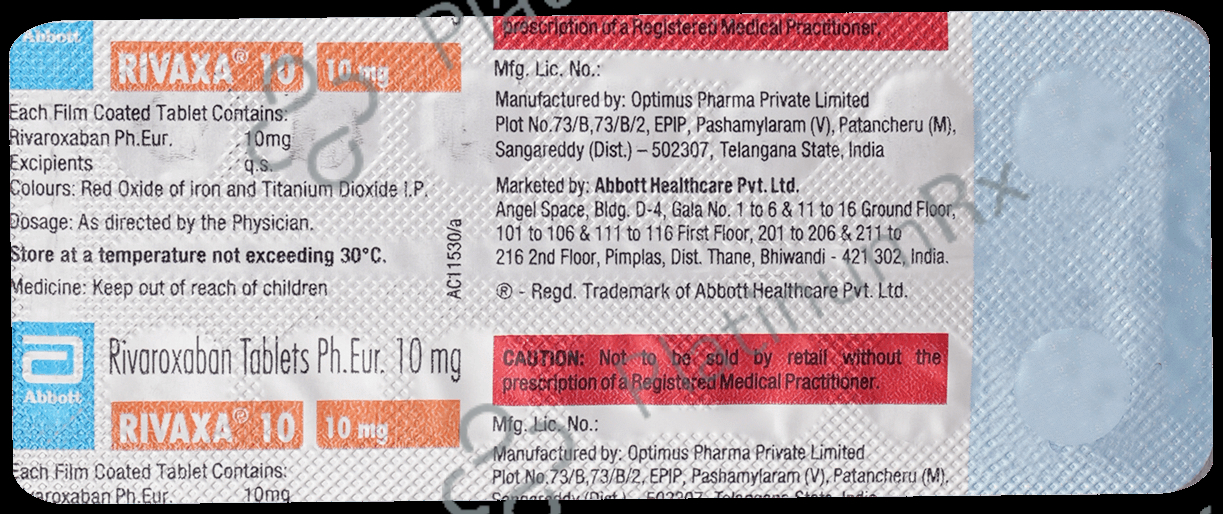 Abbott
RIVAXA® 10 10 mg
Each Film Coated Tablet Contains:
Rivaroxaban Ph.Eur. 10mg
Excipients q.s.
Colours: Red Oxide of Iron and Titanium Dioxide I.P.
Dosage: As directed by the Physician.
Store at a temperature not exceeding 30°C.
Medicine: Keep out of reach of children
AC11530/a
a
Abbott
Rivaroxaban Tablets Ph.Eur. 10 mg
RIVAXA® 10 10 mg
Each Film Coated Tablet Contains:
Rivaroxaban Ph.Eur. 10mg
prescription of a Registered Medical Practitioner.
Mfg. Lic. No.:
Manufactured by: Optimus Pharma Private Limited
Plot No.73/B,73/B/2, EPIP, Pashamylaram (V), Patancheru (M),
Sangareddy (Dist.) – 502307, Telangana State, India
Marketed by: Abbott Healthcare Pvt. Ltd.
Angel Space, Bldg. D-4, Gala No. 1 to 6 & 11 to 16 Ground Floor,
101 to 106 & 111 to 116 First Floor, 201 to 206 & 211 to
216 2nd Floor, Pimplas, Dist. Thane, Bhiwandi - 421 302, India.
® - Regd. Trademark of Abbott Healthcare Pvt. Ltd.
CAUTION: Not to be sold by retail without the
prescription of a Registered Medical Practitioner.
Mfg. Lic. No.:
Manufactured by: Optimus Pharma Private Limited
Plot No.73/B,73/B/2, EPIP, Pashamylaram (V), Patancheru (M),
Sangareddy (Dist.) – 502307, Telangana State, India
PlatinumRx